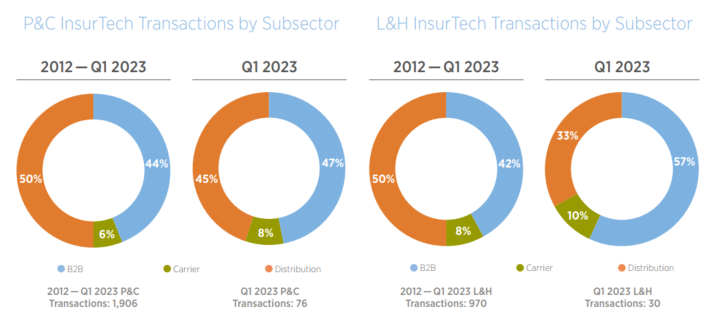 P&C InsurTech Transactions by Subsector
L&H InsurTech Transactions by Subsector
2012 — Q1 2023
Q1 2023
2012 — Q1 2023
Q1 2023
50%
44%
6%
45%
47%
8%
50%
42%
8%
33%
57%
10%
B2B
Carrier
Distribution
B2B
Carrier
Distribution
2012 — Q1 2023 P&C
Transactions: 1,906
Q1 2023 P&C
Transactions: 76
2012 — Q1 2023 L&H
Transactions: 970
Q1 2023 L&H
Transactions: 30